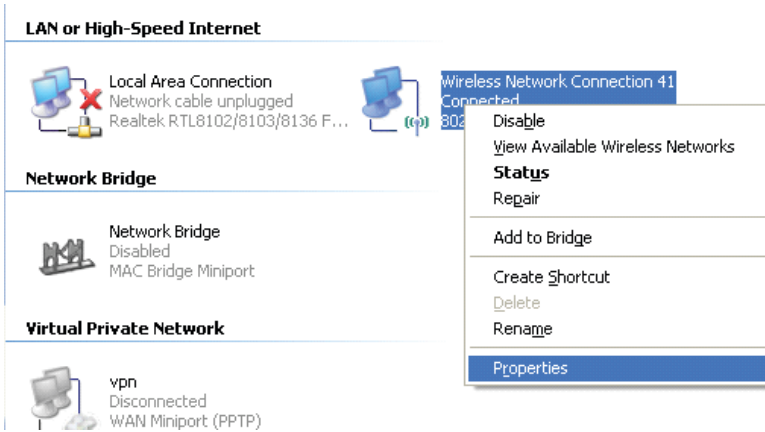 LAN or High-Speed Internet
Local Area Connection
Network cable unplugged
Realtek RTL8102/8103/8136 F...
Wireless Network Connection 41
Connected
802
Disable
View Available Wireless Networks
Status
Repair
Add to Bridge
Create Shortcut
Delete
Rename
Properties
Network Bridge
Network Bridge
Disabled
MAC Bridge Miniport
Virtual Private Network
vpn
Disconnected
WAN Miniport (PPTP)